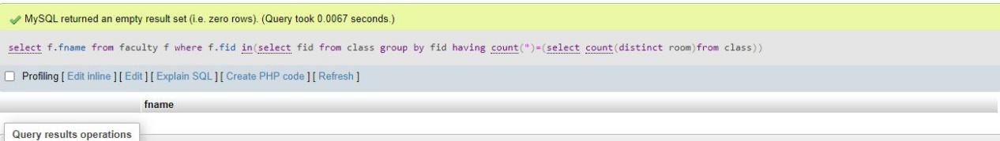 MySQL returned an empty result set (i.e. zero rows). (Query took 0.0067 seconds.)
select f.fname from faculty f where f.fid in(select fid from class group by fid having count(*)=(select count(distinct room)from class))
Profiling [ Edit inline ] [ Edit ] [ Explain SQL ] [ Create PHP code ] [ Refresh ]
fname
Query results operations